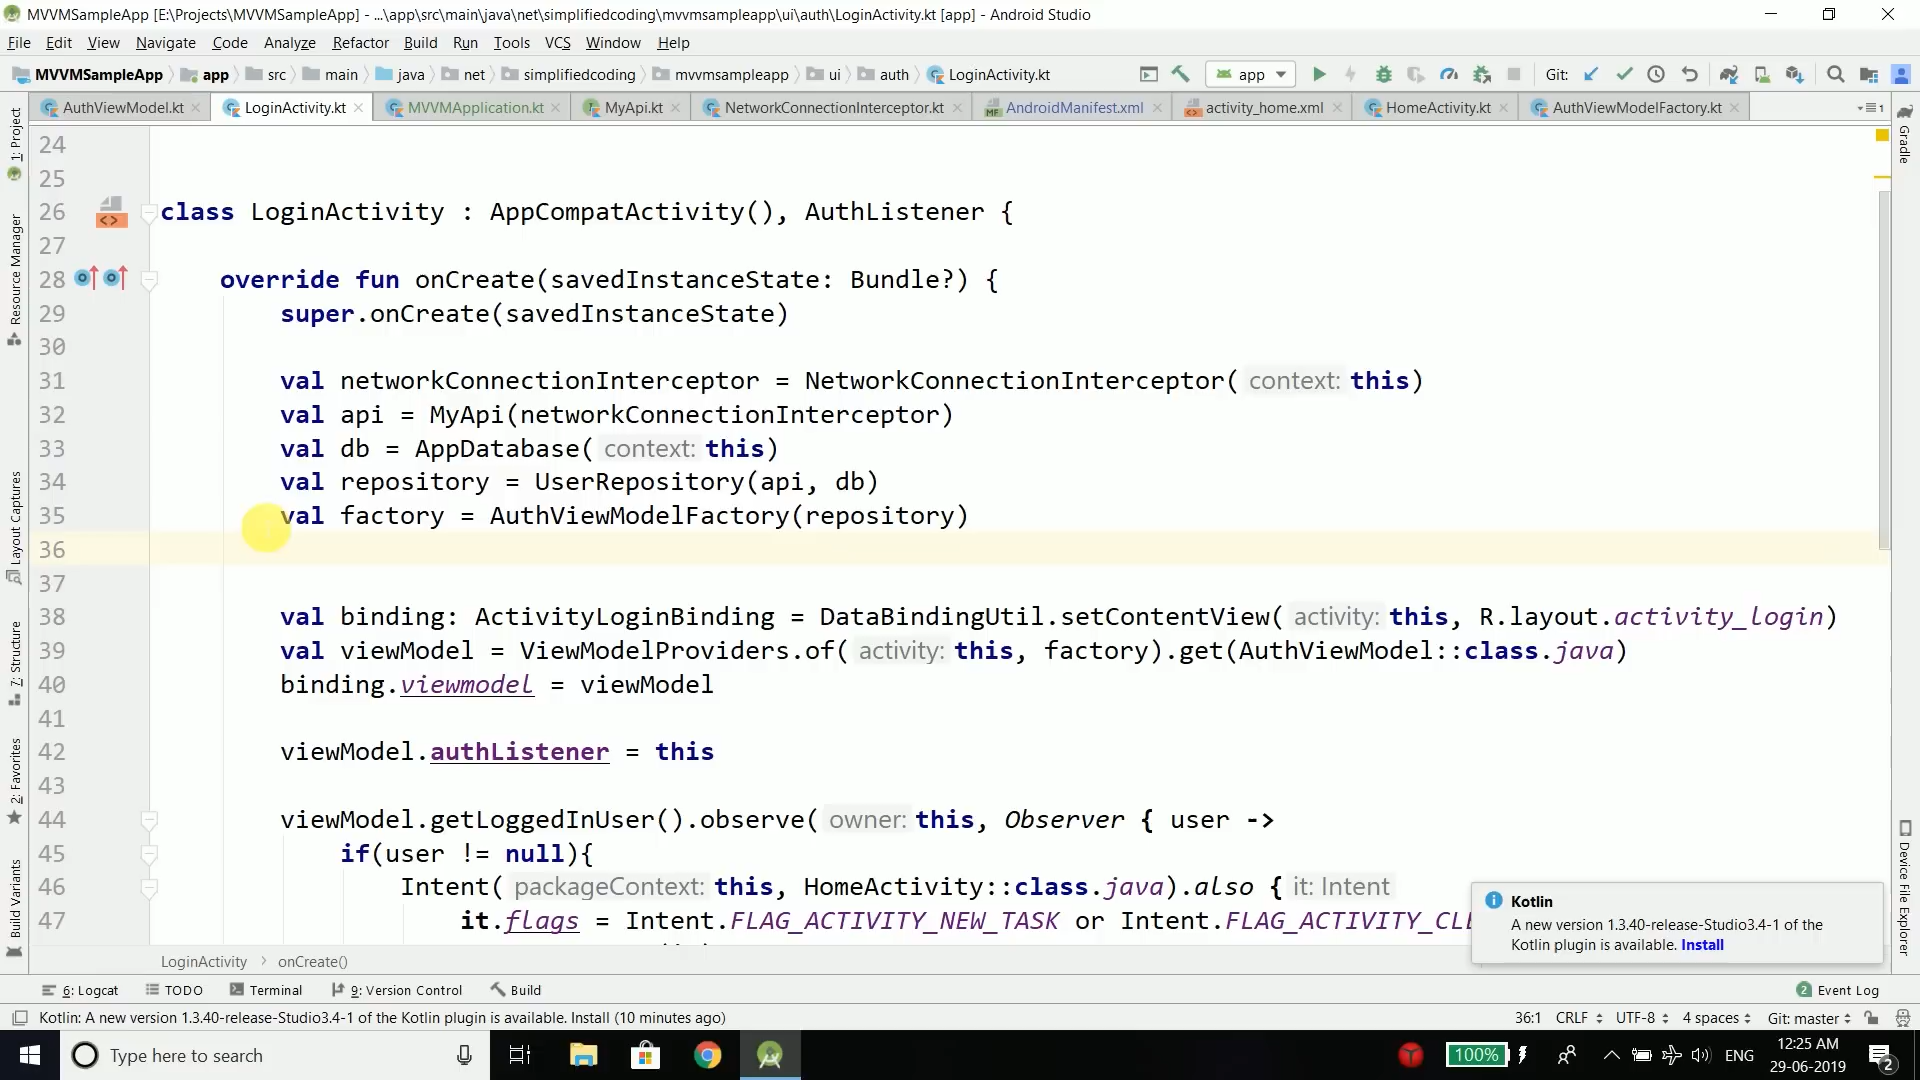 MVVMSampleApp [E:\Projects\MVVMSampleApp] - ...\app\src\main\java\net\simplifiedcoding\mvvmsampleapp\ui\auth\LoginActivity.kt [app] - Android Studio
File Edit View Navigate Code Analyze Refactor Build Run Tools VCS Window Help
MVVMSampleApp app src main java net simplifiedcoding mvvmsampleapp ui auth LoginActivity.kt app Git:
AuthViewModel.kt LoginActivity.kt MVVMApplication.kt MyApi.kt NetworkConnectionInterceptor.kt AndroidManifest.xml activity_home.xml HomeActivity.kt AuthViewModelFactory.kt 1
1: Project
Resource Manager
Layout Captures
7: Structure
2: Favorites
Build Variants
24
25
26 class LoginActivity : AppCompatActivity(), AuthListener {
27
28 override fun onCreate(savedInstanceState: Bundle?) {
29 super.onCreate(savedInstanceState)
30
31 val networkConnectionInterceptor = NetworkConnectionInterceptor( context: this)
32 val api = MyApi(networkConnectionInterceptor)
33 val db = AppDatabase( context: this)
34 val repository = UserRepository(api, db)
35 val factory = AuthViewModelFactory(repository)
36
37
38 val binding: ActivityLoginBinding = DataBindingUtil.setContentView( activity: this, R.layout.activity_login)
39 val viewModel = ViewModelProviders.of( activity: this, factory).get(AuthViewModel::class.java)
40 binding.viewmodel = viewModel
41
42 viewModel.authListener = this
43
44 viewModel.getLoggedInUser().observe( owner: this, Observer { user ->
45 if(user != null){
46 Intent( packageContext: this, HomeActivity::class.java).also { it: Intent
47 it.flags = Intent.FLAG_ACTIVITY_NEW_TASK or Intent.FLAG_ACTIVITY_CLE
Gradle
Device File Explorer
Kotlin
A new version 1.3.40-release-Studio3.4-1 of the
Kotlin plugin is available. Install
LoginActivity onCreate()
6: Logcat TODO Terminal 9: Version Control Build 2 Event Log
Kotlin: A new version 1.3.40-release-Studio3.4-1 of the Kotlin plugin is available. Install (10 minutes ago) 36:1 CRLF UTF-8 4 spaces Git: master
Type here to search 100% ENG 12:25 AM
29-06-2019 2